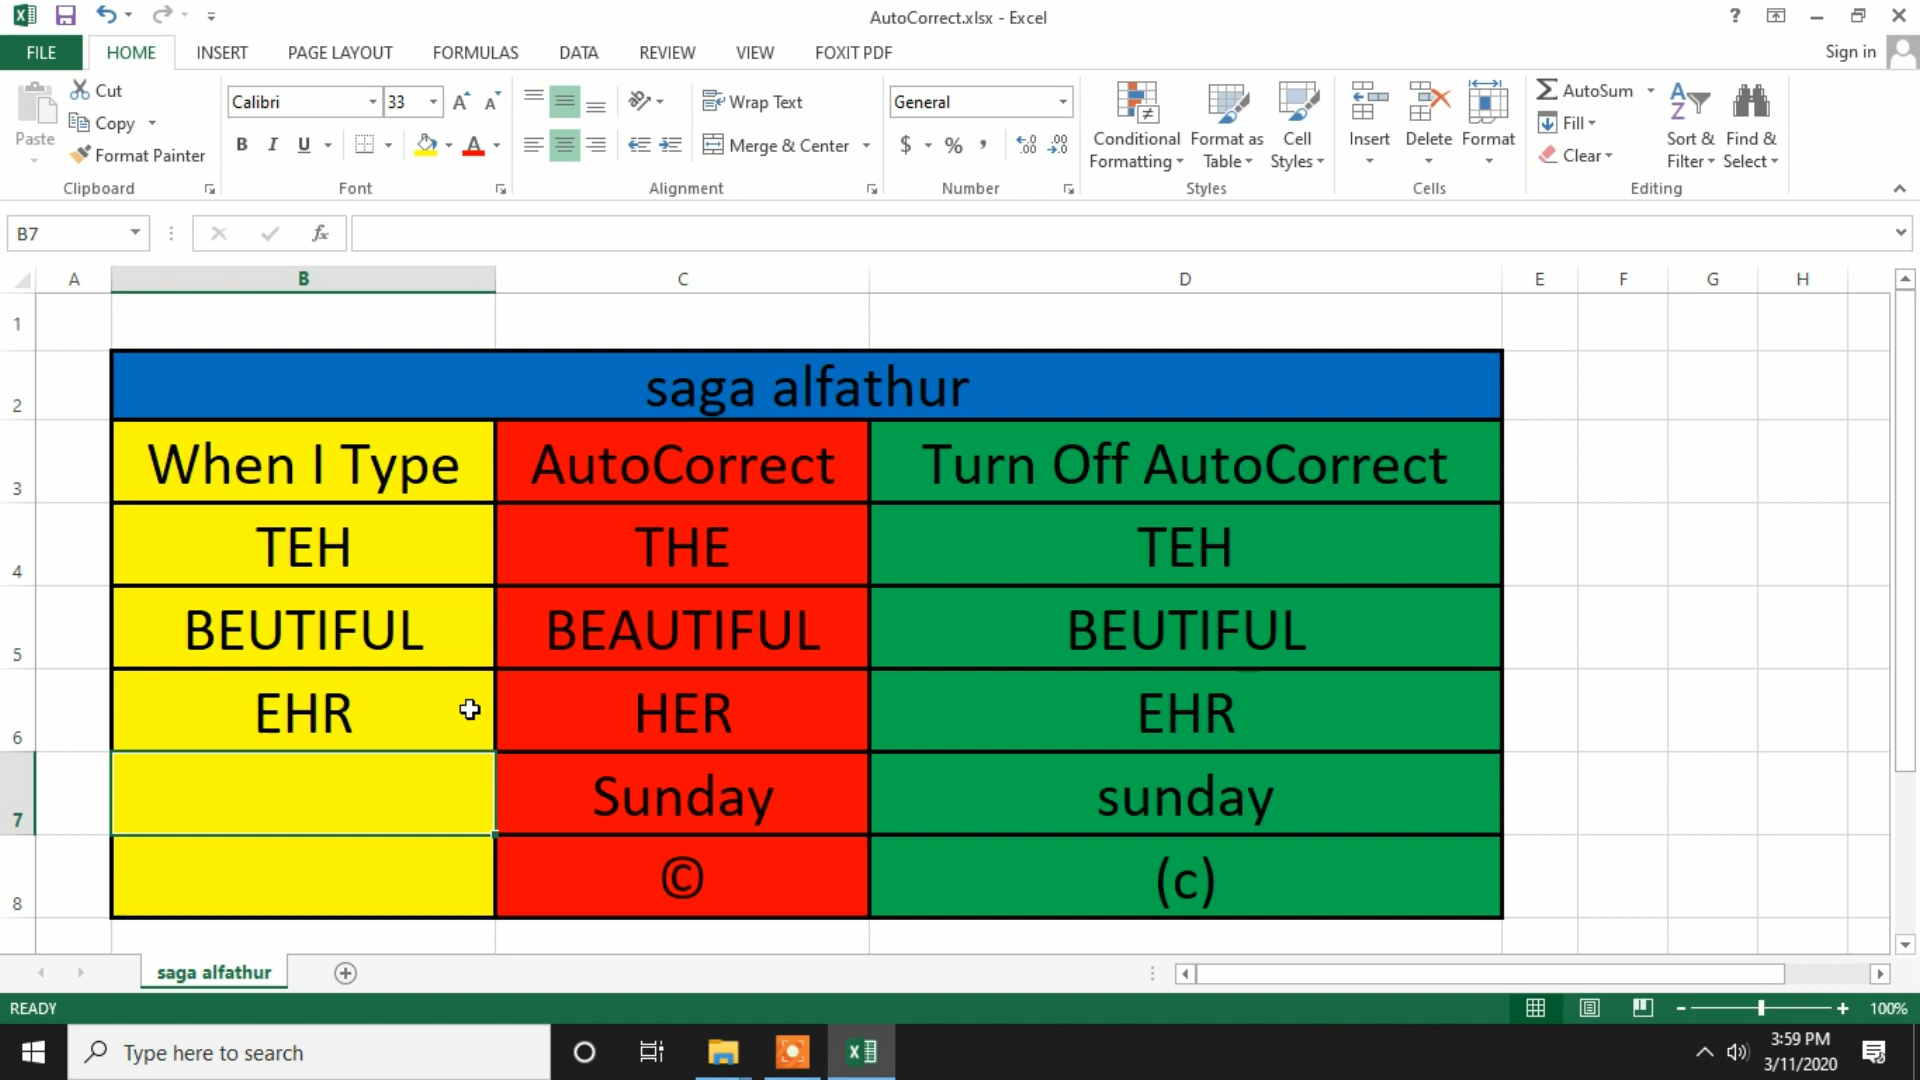 AutoCorrect.xlsx - Excel
FILE HOME INSERT PAGE LAYOUT FORMULAS DATA REVIEW VIEW FOXIT PDF Sign in
Paste Cut Copy Format Painter Clipboard
Calibri 33 B I U A Font
Wrap Text Merge & Center Alignment
General $ % , Number
Conditional Formatting Format as Table Cell Styles Styles
Insert Delete Format Cells
AutoSum Fill Clear Sort & Filter Find & Select Editing
B7 fx
A B C D E F G H
1
2 saga alfathur
3 When I Type AutoCorrect Turn Off AutoCorrect
4 TEH THE TEH
5 BEUTIFUL BEAUTIFUL BEUTIFUL
6 EHR HER EHR
7 Sunday sunday
8 © (c)
saga alfathur
READY 100%
Type here to search 3:59 PM
3/11/2020